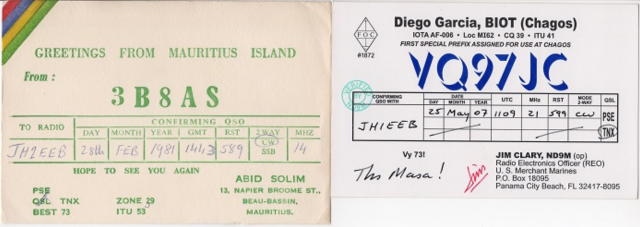 GREETINGS FROM MAURITIUS ISLAND
From :
3B8AS
CONFIRMING QSO
TO RADIO DAY MONTH YEAR GMT RST 2-WAY MHZ
JH1EEB 28th FEB 1981 1443 589 CW SSB 14
HOPE TO SEE YOU AGAIN
PSE
QSL TNX ZONE 39
BEST 73 ITU 53
ABID SOLIM
13, NAPIER BROOME ST.,
BEAU-BASSIN,
MAURITIUS.
FOC
#1872
Diego Garcia, BIOT (Chagos)
IOTA AF-006 • Loc MI62 • CQ 39 • ITU 41
FIRST SPECIAL PREFIX ASSIGNED FOR USE AT CHAGOS
VQ97JC
CONFIRMING QSO WITH DATE UTC MHz RST MODE 2-WAY QSL
Day Month Year
JH1EEB 25 May 07 1109 21 599 CW PSE
TNX
Vy 73!
Tks Masa!
Jim
JIM CLARY, ND9M (OP)
Radio Electronics Officer (REO)
U. S. Merchant Marines
P.O. Box 18095
Panama City Beach, FL 32417-8095